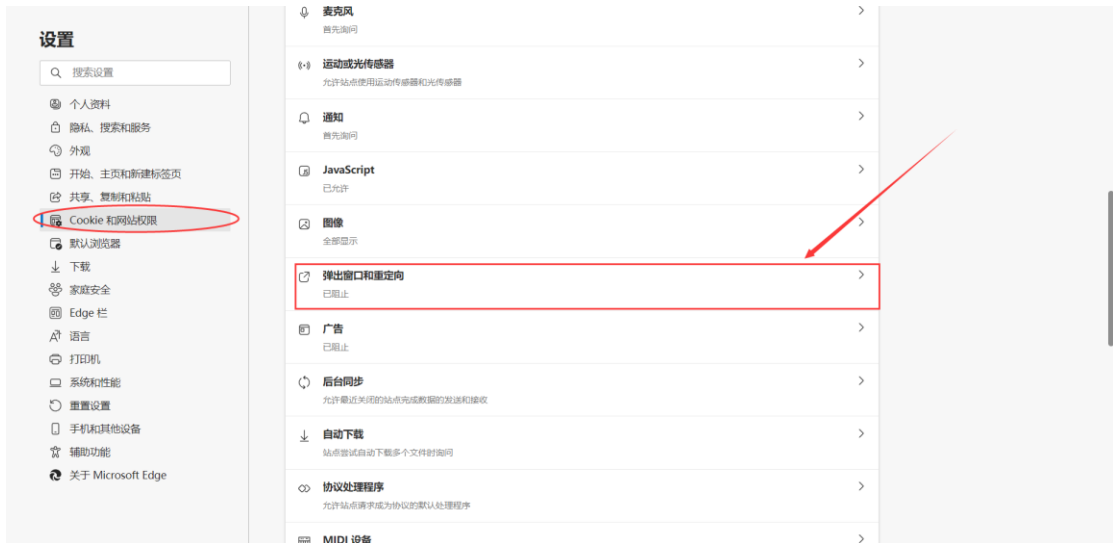 设置
搜索设置
个人资料
隐私、搜索和服务
外观
开始、主页和新建标签页
共享、复制和粘贴
Cookie 和网站权限
默认浏览器
下载
家庭安全
Edge 栏
语言
打印机
系统和性能
重置设置
手机和其他设备
辅助功能
关于 Microsoft Edge
麦克风
首先询问
运动或光传感器
允许站点使用运动传感器和光传感器
通知
首先询问
JavaScript
已允许
图像
全部显示
弹出窗口和重定向
已阻止
广告
已阻止
后台同步
允许最近关闭的站点完成数据的发送和接收
自动下载
站点尝试自动下载多个文件时询问
协议处理程序
允许站点请求成为协议的默认处理程序
MIDI 设备